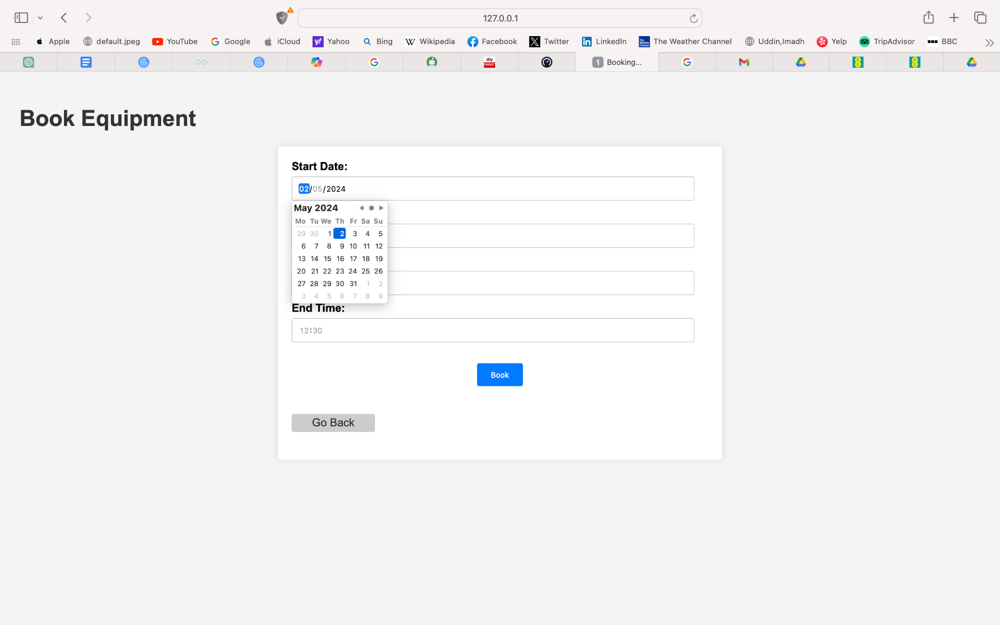 127.0.0.1
Apple default.jpeg YouTube Google iCloud Yahoo Bing Wikipedia Facebook Twitter LinkedIn The Weather Channel Uddin,Imadh Yelp TripAdvisor BBC
sky news 1 Booking...
Book Equipment
Start Date:
02/05/2024
May 2024
Mo Tu We Th Fr Sa Su
29 30 1 2 3 4 5
6 7 8 9 10 11 12
13 14 15 16 17 18 19
20 21 22 23 24 25 26
27 28 29 30 31 1 2
3 4 5 6 7 8 9
End Time:
12:30
Book
Go Back